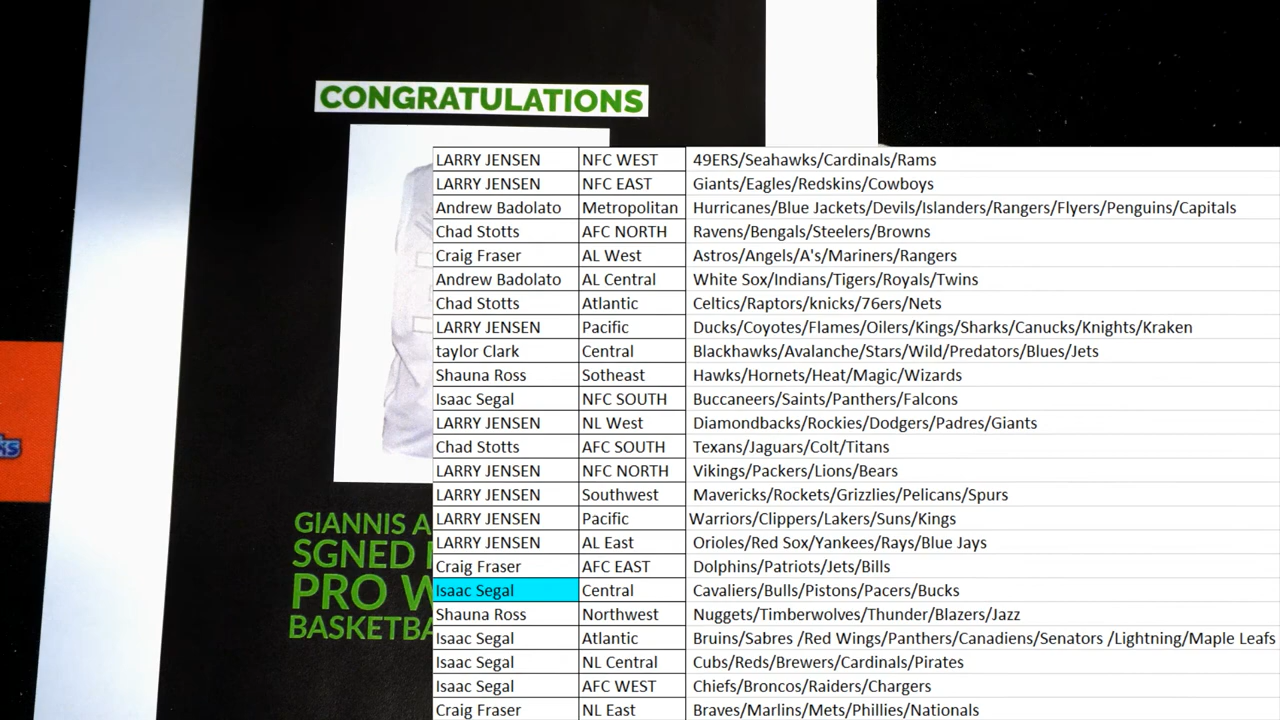 CONGRATULATIONS
LARRY JENSEN NFC WEST 49ERS/Seahawks/Cardinals/Rams
LARRY JENSEN NFC EAST Giants/Eagles/Redskins/Cowboys
Andrew Badolato Metropolitan Hurricanes/Blue Jackets/Devils/Islanders/Rangers/Flyers/Penguins/Capitals
Chad Stotts AFC NORTH Ravens/Bengals/Steelers/Browns
Craig Fraser AL West Astros/Angels/A's/Mariners/Rangers
Andrew Badolato AL Central White Sox/Indians/Tigers/Royals/Twins
Chad Stotts Atlantic Celtics/Raptors/knicks/76ers/Nets
LARRY JENSEN Pacific Ducks/Coyotes/Flames/Oilers/Kings/Sharks/Canucks/Knights/Kraken
taylor Clark Central Blackhawks/Avalanche/Stars/Wild/Predators/Blues/Jets
Shauna Ross Sotheast Hawks/Hornets/Heat/Magic/Wizards
Isaac Segal NFC SOUTH Buccaneers/Saints/Panthers/Falcons
LARRY JENSEN NL West Diamondbacks/Rockies/Dodgers/Padres/Giants
Chad Stotts AFC SOUTH Texans/Jaguars/Colt/Titans
LARRY JENSEN NFC NORTH Vikings/Packers/Lions/Bears
LARRY JENSEN Southwest Mavericks/Rockets/Grizzlies/Pelicans/Spurs
LARRY JENSEN Pacific Warriors/Clippers/Lakers/Suns/Kings
LARRY JENSEN AL East Orioles/Red Sox/Yankees/Rays/Blue Jays
Craig Fraser AFC EAST Dolphins/Patriots/Jets/Bills
Isaac Segal Central Cavaliers/Bulls/Pistons/Pacers/Bucks
Shauna Ross Northwest Nuggets/Timberwolves/Thunder/Blazers/Jazz
Isaac Segal Atlantic Bruins/Sabres /Red Wings/Panthers/Canadiens/Senators /Lightning/Maple Leafs
Isaac Segal NL Central Cubs/Reds/Brewers/Cardinals/Pirates
Isaac Segal AFC WEST Chiefs/Broncos/Raiders/Chargers
Craig Fraser NL East Braves/Marlins/Mets/Phillies/Nationals
GIANNIS A
SGNED
PRO W
BASKETBA